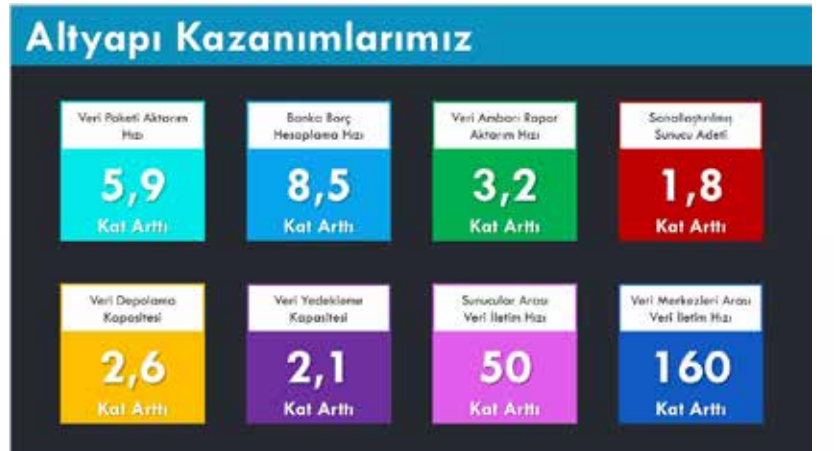 Altyapı Kazanımlarımız
Veri Paketi Aktarım
Hızı
5,9
Kat Arttı
Banka Borç
Hesaplama Hızı
8,5
Kat Arttı
Veri Ambarı Rapor
Aktarım Hızı
3,2
Kat Arttı
Sanallaştırılmış
Sunucu Adeti
1,8
Kat Arttı
Veri Depolama
Kapasitesi
2,6
Kat Arttı
Veri Yedekleme
Kapasitesi
2,1
Kat Arttı
Sunucular Arası
Veri İletim Hızı
50
Kat Arttı
Veri Merkezleri Arası
Veri İletim Hızı
160
Kat Arttı